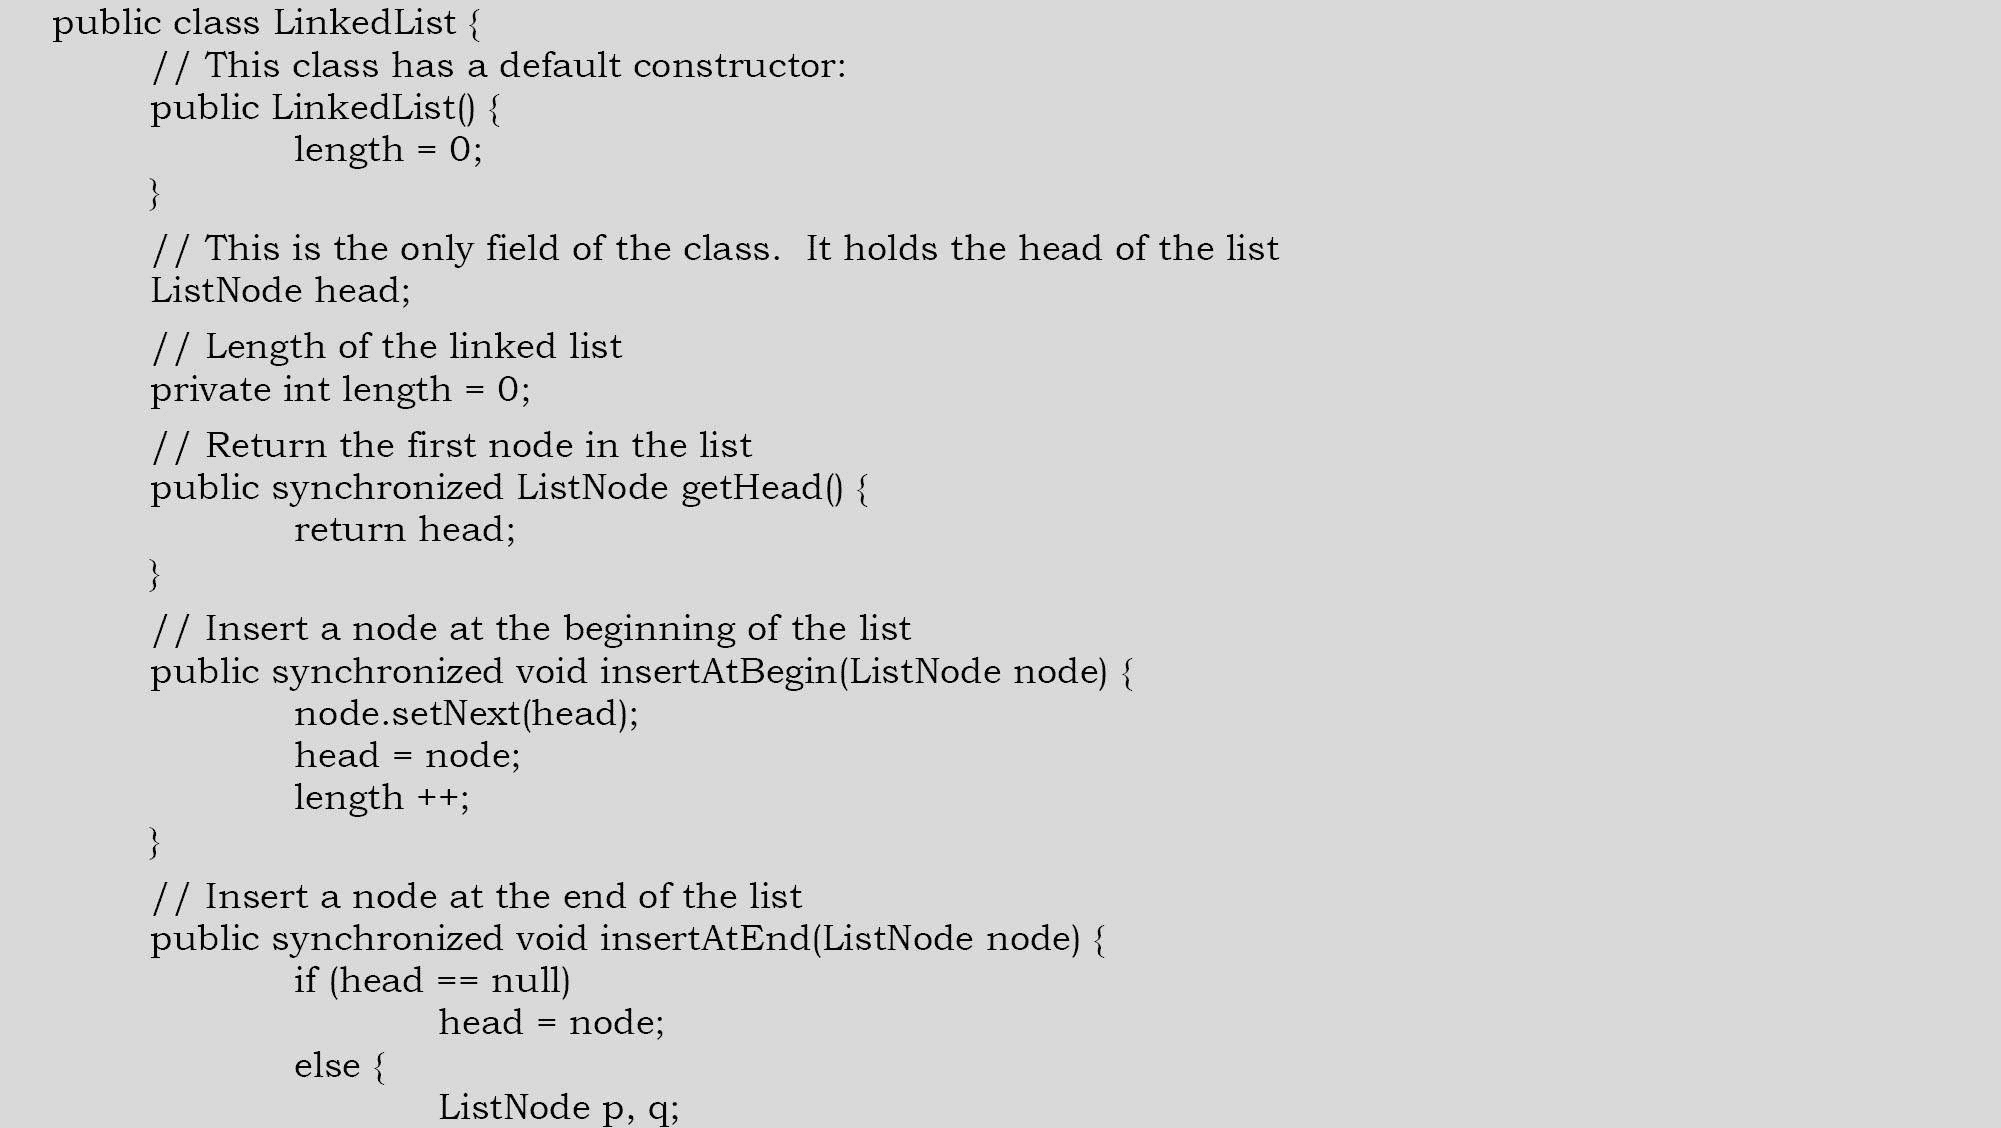 public class LinkedList {
// This class has a default constructor:
public LinkedList() {
length = 0;
}
// This is the only field of the class.  It holds the head of the list
ListNode head;
// Length of the linked list
private int length = 0;
// Return the first node in the list
public synchronized ListNode getHead() {
return head;
}
// Insert a node at the beginning of the list
public synchronized void insertAtBegin(ListNode node) {
node.setNext(head);
head = node;
length ++;
}
// Insert a node at the end of the list
public synchronized void insertAtEnd(ListNode node) {
if (head == null)
head = node;
else {
ListNode p, q;